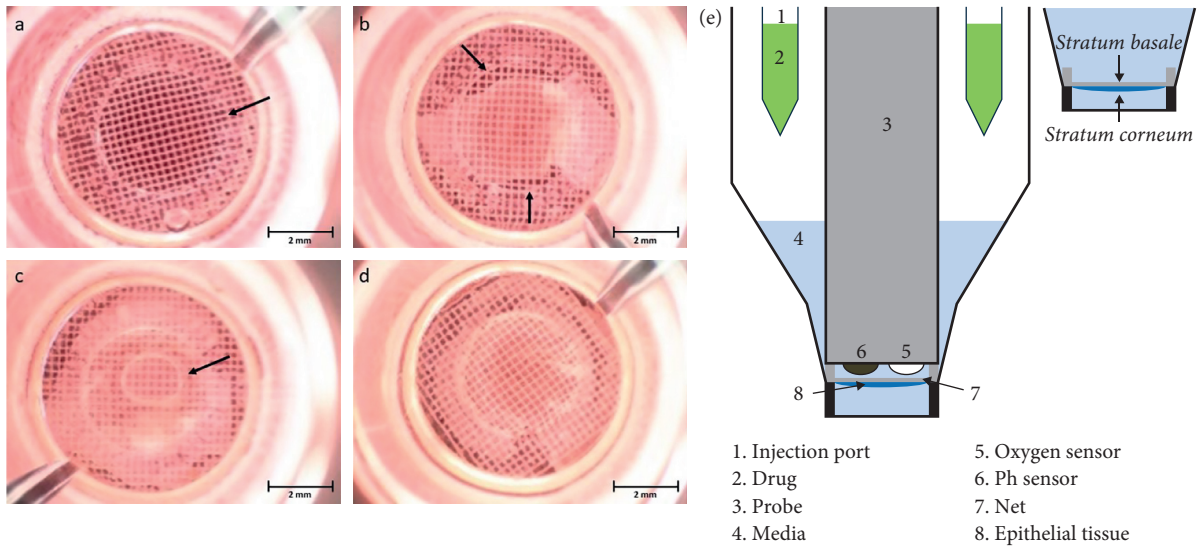 a
2 mm
b
2 mm
c
2 mm
d
2 mm
(e)
1
2
3
4
6 5
8
7
Stratum basale
Stratum corneum
1. Injection port
2. Drug
3. Probe
4. Media
5. Oxygen sensor
6. Ph sensor
7. Net
8. Epithelial tissue